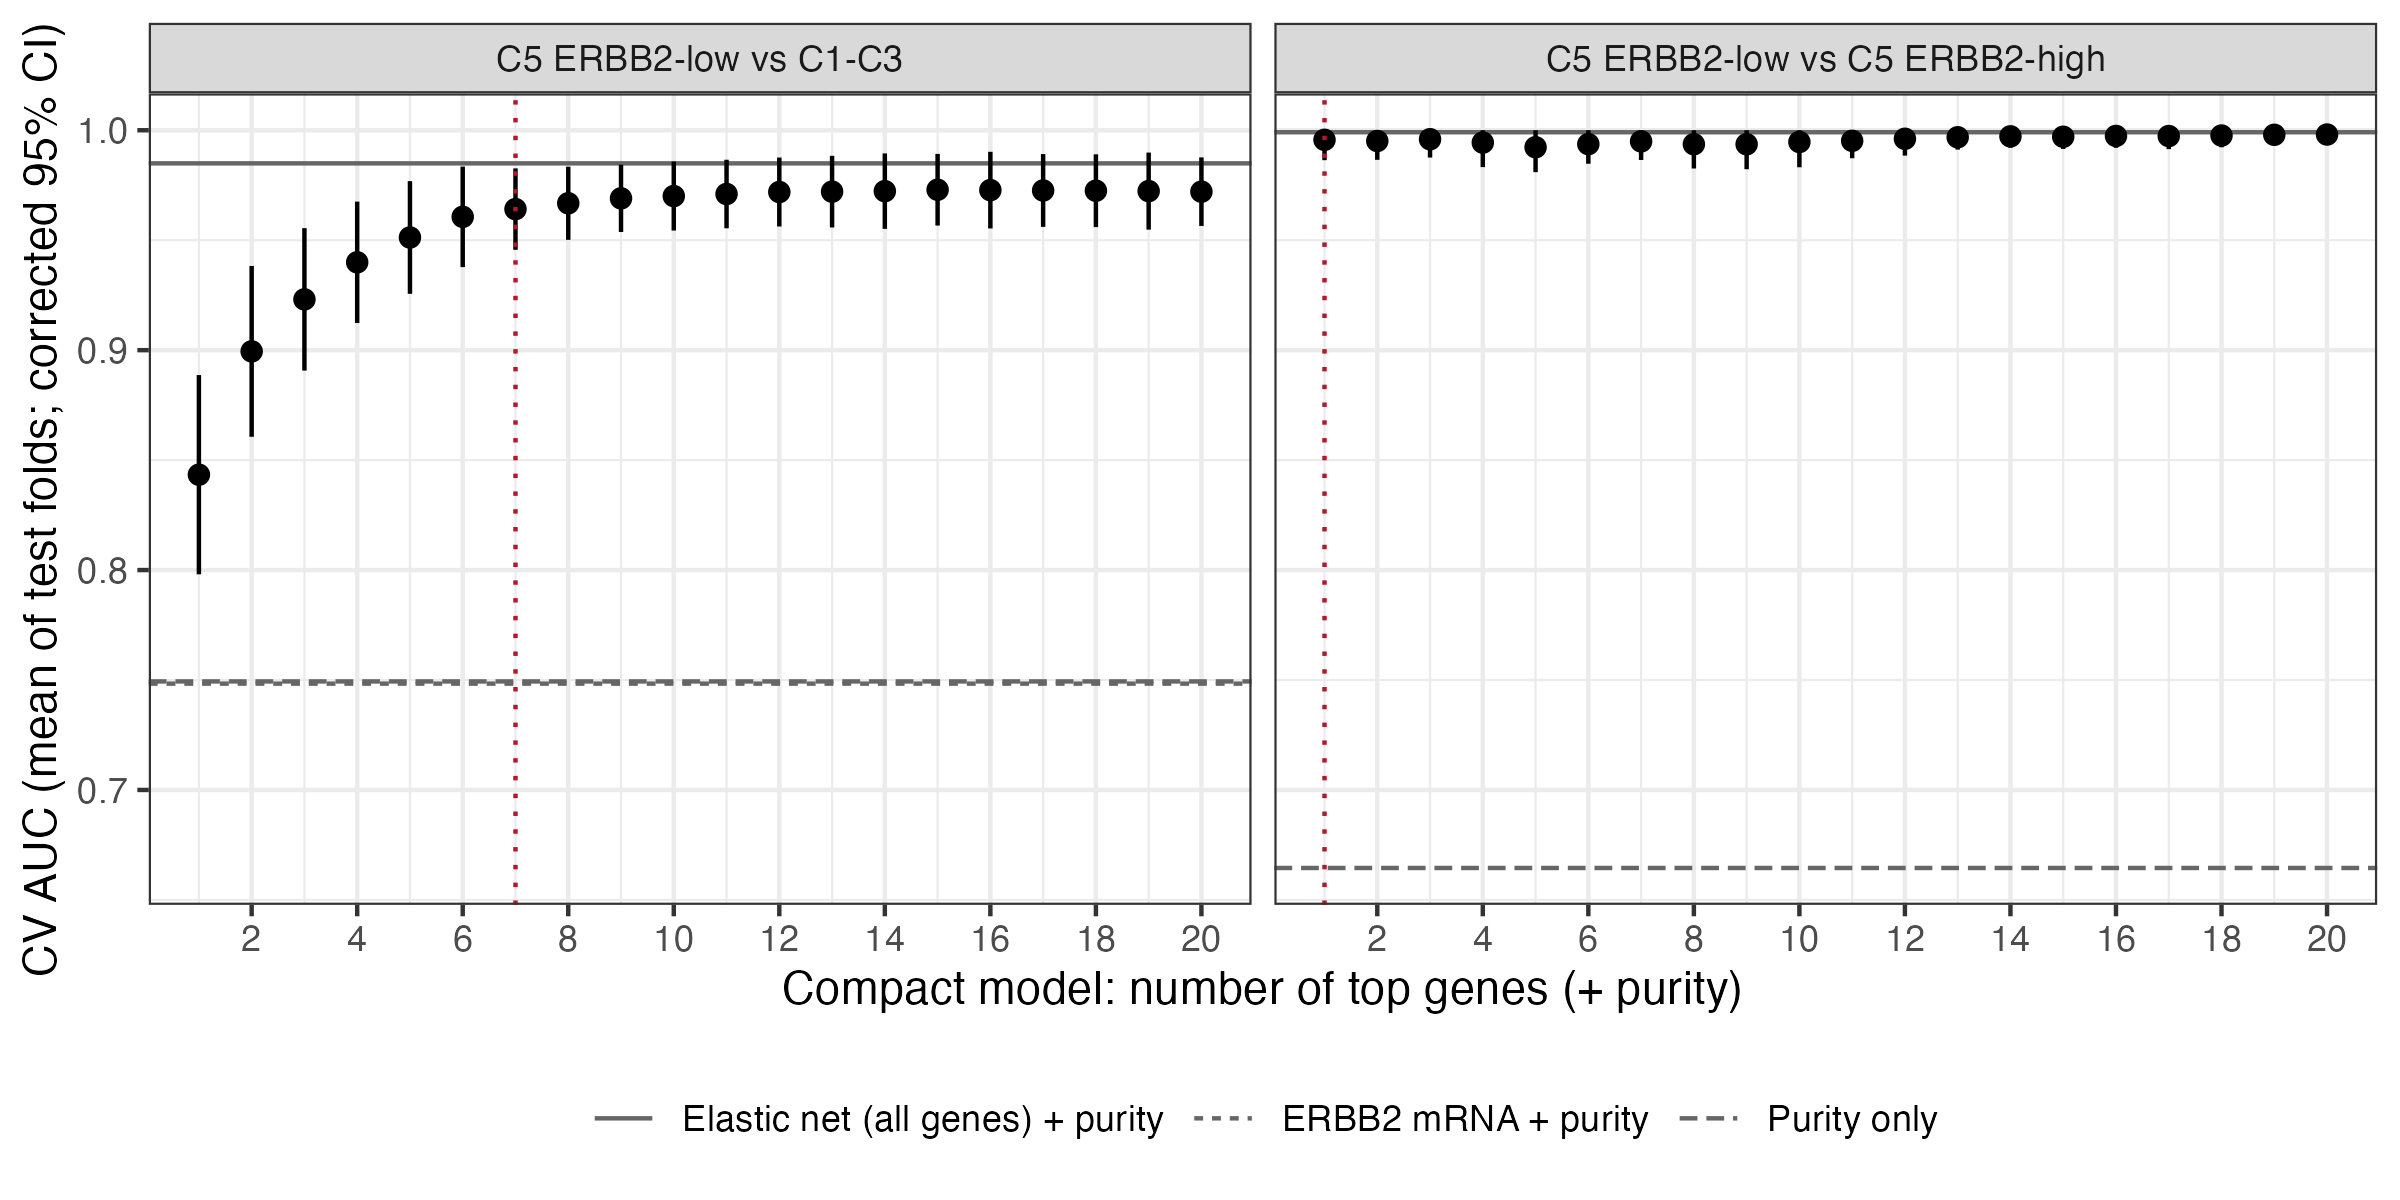 C5 ERBB2-low vs C1-C3
C5 ERBB2-low vs C5 ERBB2-high
CV AUC (mean of test folds; corrected 95% CI)
1.0
0.9
0.8
0.7
2 4 6 8 10 12 14 16 18 20
2 4 6 8 10 12 14 16 18 20
Compact model: number of top genes (+ purity)
Elastic net (all genes) + purity
ERBB2 mRNA + purity
Purity only